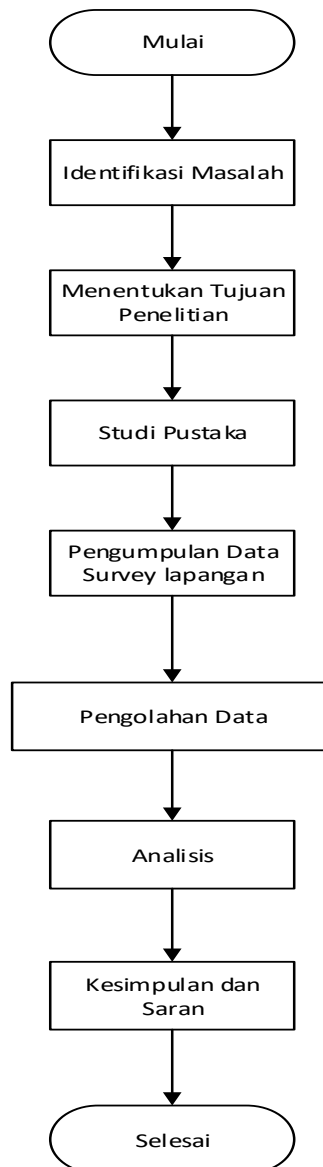 Mulai
Identifikasi Masalah
Menentukan Tujuan
Penelitian
Studi Pustaka
Pengumpulan Data
Survey lapangan
Pengolahan Data
Analisis
Kesimpulan dan
Saran
Selesai